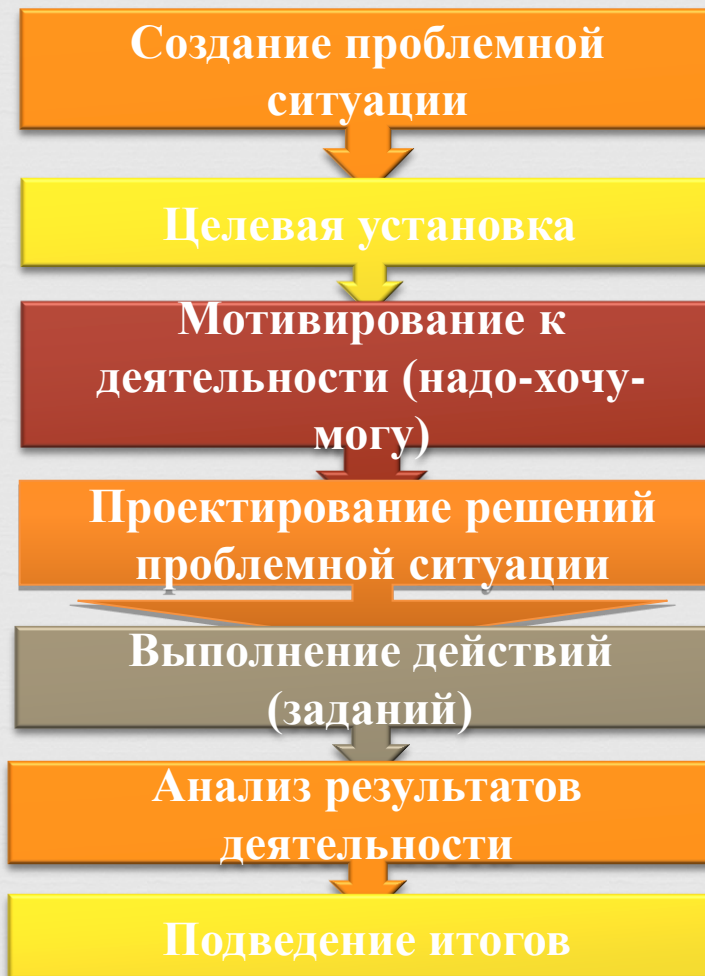 Создание проблемной
ситуации
Целевая установка
Мотивирование к
деятельности (надо-хочу-
могу)
Проектирование решений
проблемной ситуации
Выполнение действий
(заданий)
Анализ результатов
деятельности
Подведение итогов